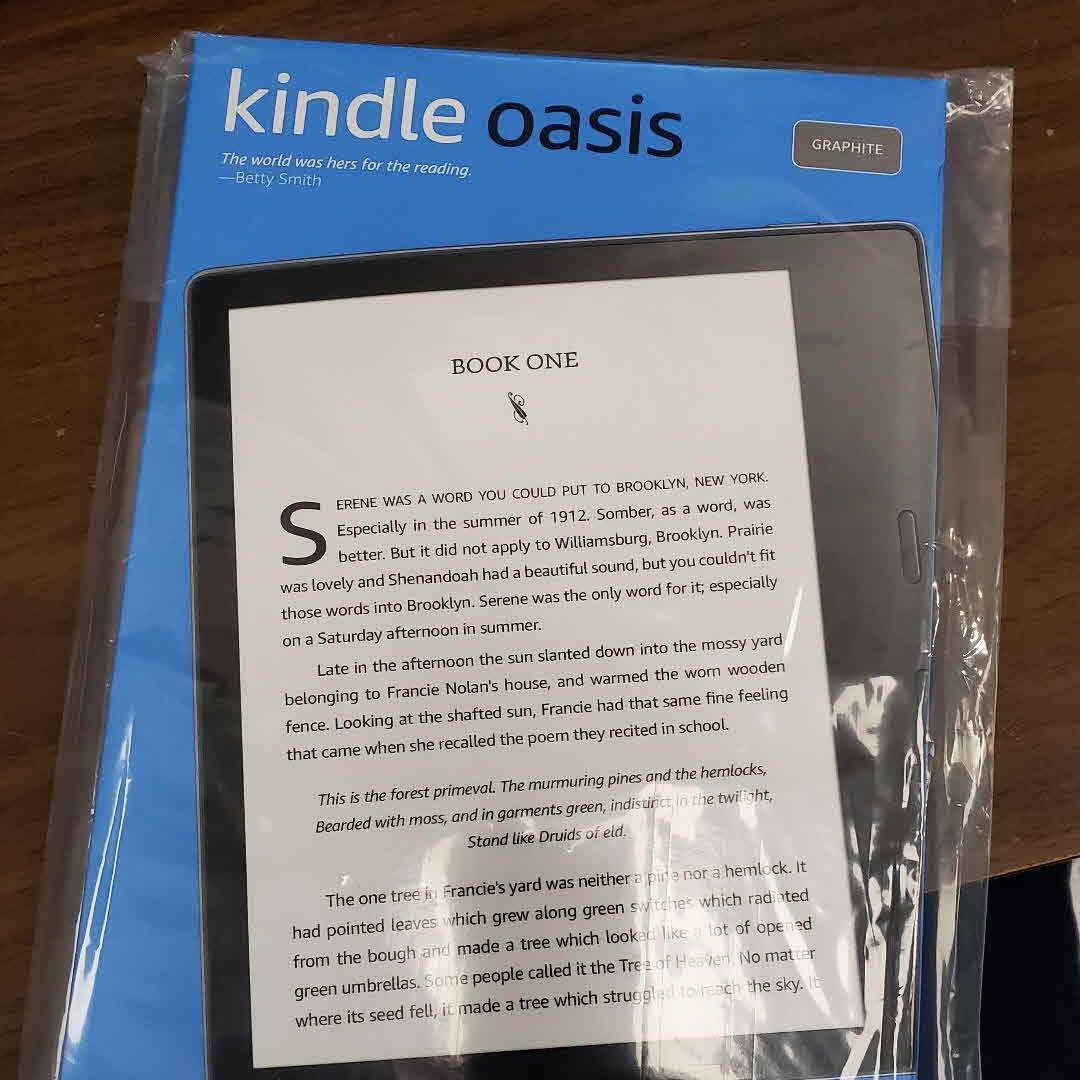 kindle oasis
GRAPHITE
The world was hers for the reading.
—Betty Smith
BOOK ONE
SERENE WAS A WORD YOU COULD PUT TO BROOKLYN, NEW YORK.
Especially in the summer of 1912. Somber, as a word, was
better. But it did not apply to Williamsburg, Brooklyn. Prairie
was lovely and Shenandoah had a beautiful sound, but you couldn't fit
those words into Brooklyn. Serene was the only word for it; especially
on a Saturday afternoon in summer.
Late in the afternoon the sun slanted down into the mossy yard
belonging to Francie Nolan's house, and warmed the worn wooden
fence. Looking at the shafted sun, Francie had that same fine feeling
that came when she recalled the poem they recited in school.
This is the forest primeval. The murmuring pines and the hemlocks,
Bearded with moss, and in garments green, indistinct in the twilight,
Stand like Druids of eld.
The one tree in Francie's yard was neither a pine nor a hemlock. It
had pointed leaves which grew along green switches which radiated
from the bough and made a tree which looked like a lot of opened
green umbrellas. Some people called it the Tree of Heaven. No matter
where its seed fell, it made a tree which struggled to reach the sky. It